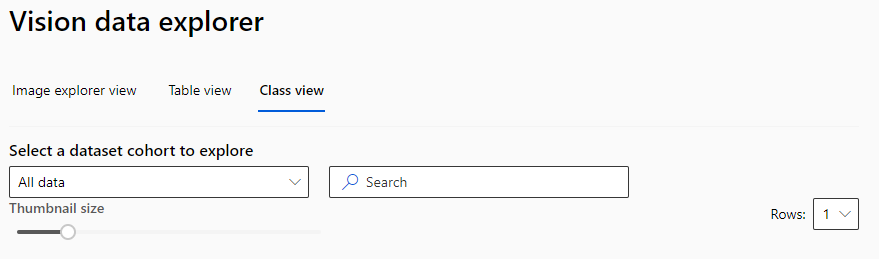 Vision data explorer
Image explorer view Table view Class view
Select a dataset cohort to explore
All data Search
Thumbnail size
Rows: 1